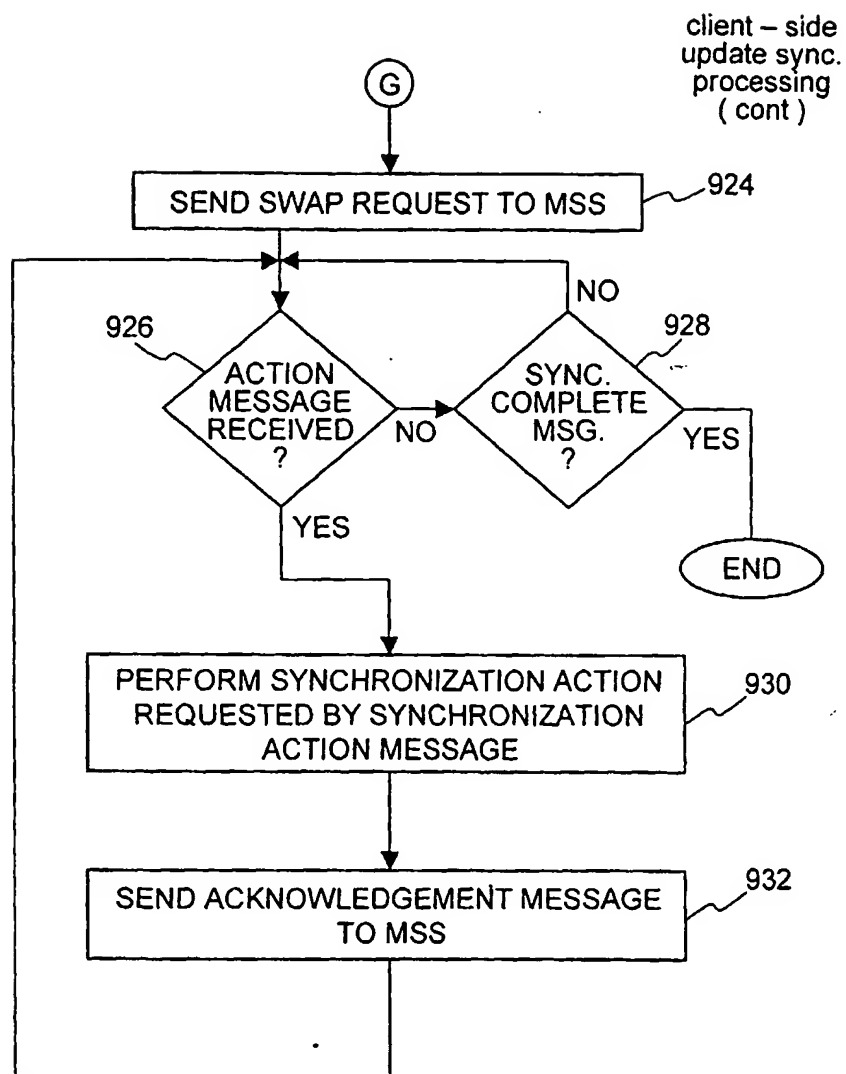 client – side
update sync.
processing
( cont )
G
SEND SWAP REQUEST TO MSS
924
NO
926
928
ACTION
MESSAGE
RECEIVED
?
NO
SYNC.
COMPLETE
MSG.
?
YES
YES
END
PERFORM SYNCHRONIZATION ACTION
REQUESTED BY SYNCHRONIZATION
ACTION MESSAGE
930
SEND ACKNOWLEDGEMENT MESSAGE
TO MSS
932